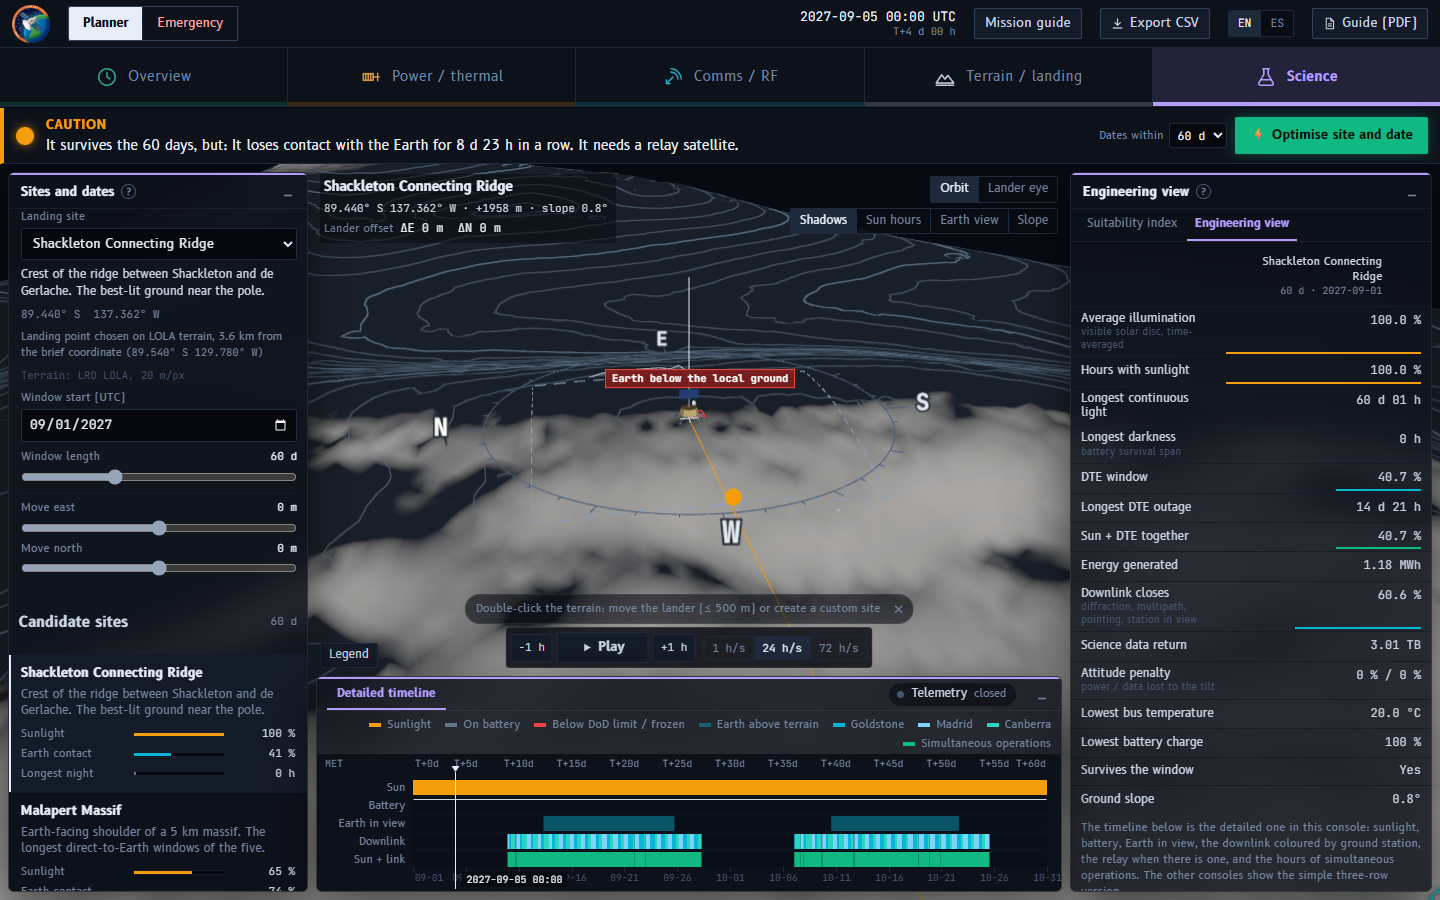 Planner
Emergency
2027-09-05 00:00 UTC
T+4 d 00 h
Mission guide
Export CSV
EN
ES
Guide [PDF]
Overview
Power / thermal
Comms / RF
Terrain / landing
Science
CAUTION
It survives the 60 days, but: It loses contact with the Earth for 8 d 23 h in a row. It needs a relay satellite.
Dates within
60 d
Optimise site and date
Sites and dates
?
Landing site
Shackleton Connecting Ridge
Crest of the ridge between Shackleton and de
Gerlache. The best-lit ground near the pole.
89.440° S 137.362° W
Landing point chosen on LOLA terrain, 3.6 km from
the brief coordinate (89.540° S 129.780° W)
Terrain: LRO LOLA, 20 m/px
Window start [UTC]
09/01/2027
Window length
60 d
Move east
0 m
Move north
0 m
Candidate sites
60 d
Shackleton Connecting Ridge
Crest of the ridge between Shackleton and de
Gerlache. The best-lit ground near the pole.
Sunlight
100 %
Earth contact
41 %
Longest night
0 h
Malapert Massif
Earth-facing shoulder of a 5 km massif. The
longest direct-to-Earth windows of the five.
Sunlight
65 %
Earth contact
74 %
Shackleton Connecting Ridge
89.440° S 137.362° W · +1958 m · slope 0.8°
Lander offset ΔE 0 m ΔN 0 m
Orbit
Lander eye
Shadows
Sun hours
Earth view
Slope
E
Earth below the local ground
N
S
W
Double-click the terrain: move the lander [≤ 500 m] or create a custom site
Legend
-1 h
Play
+1 h
1 h/s
24 h/s
72 h/s
Detailed timeline
Telemetry closed
Sunlight
On battery
Below DoD limit / frozen
Earth above terrain
Goldstone
Madrid
Canberra
Simultaneous operations
MET
T+0d
T+5d
T+10d
T+15d
T+20d
T+25d
T+30d
T+35d
T+40d
T+45d
T+50d
T+55d
T+60d
Sun
Battery
Earth in view
Downlink
Sun + link
09-01
2027-09-05 00:00
09-21
09-26
10-01
10-06
10-11
10-16
10-21
10-26
10-31
Engineering view
?
Suitability index
Engineering view
Shackleton Connecting
Ridge
60 d · 2027-09-01
Average illumination
visible solar disc, time-
averaged
100.0 %
Hours with sunlight
100.0 %
Longest continuous
light
60 d 01 h
Longest darkness
battery survival span
0 h
DTE window
40.7 %
Longest DTE outage
14 d 21 h
Sun + DTE together
40.7 %
Energy generated
1.18 MWh
Downlink closes
diffraction, multipath,
pointing, station in view
60.6 %
Science data return
3.01 TB
Attitude penalty
power / data lost to the tilt
0 % / 0 %
Lowest bus temperature
20.0 °C
Lowest battery charge
100 %
Survives the window
Yes
Ground slope
0.8°
The timeline below is the detailed one in this console: sunlight,
battery, Earth in view, the downlink coloured by ground station,
the relay when there is one, and the hours of simultaneous
operations. The other consoles show the simple three-row